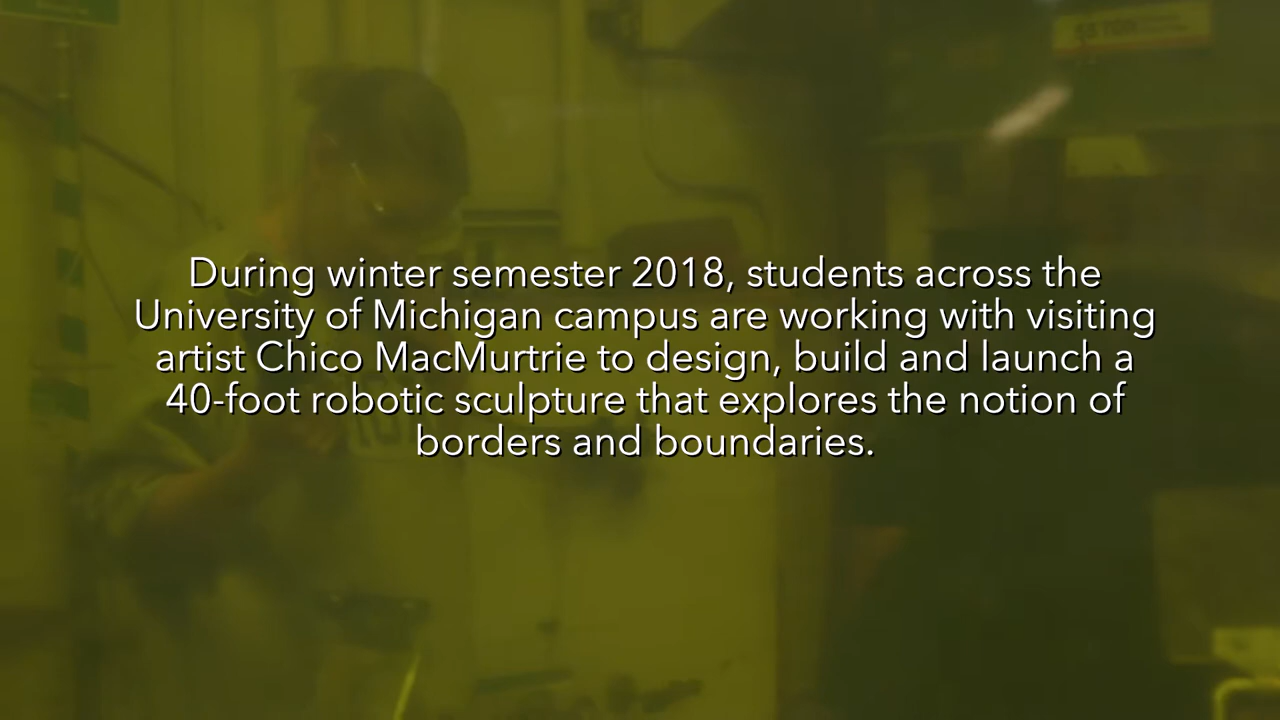 During winter semester 2018, students across the
University of Michigan campus are working with visiting
artist Chico MacMurtrie to design, build and launch a
40-foot robotic sculpture that explores the notion of
borders and boundaries.